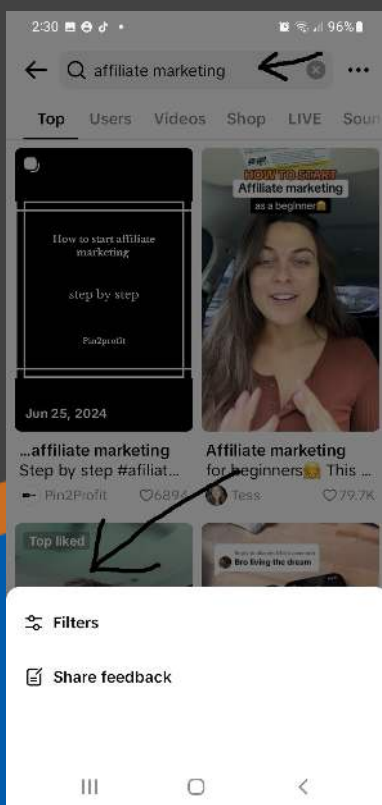 2:30
96%
affiliate marketing
Top Users Videos Shop LIVE Soun
How to start affiliate
marketing
step by step
Pin2profit
Jun 25, 2024
HOW TO START
Affiliate marketing
as a beginner
...affiliate marketing
Step by step #afiliat...
Pin2Profit 6894
Affiliate marketing
for beginners This ...
Tess 79.7K
Top liked
Bro living the dream
Filters
Share feedback